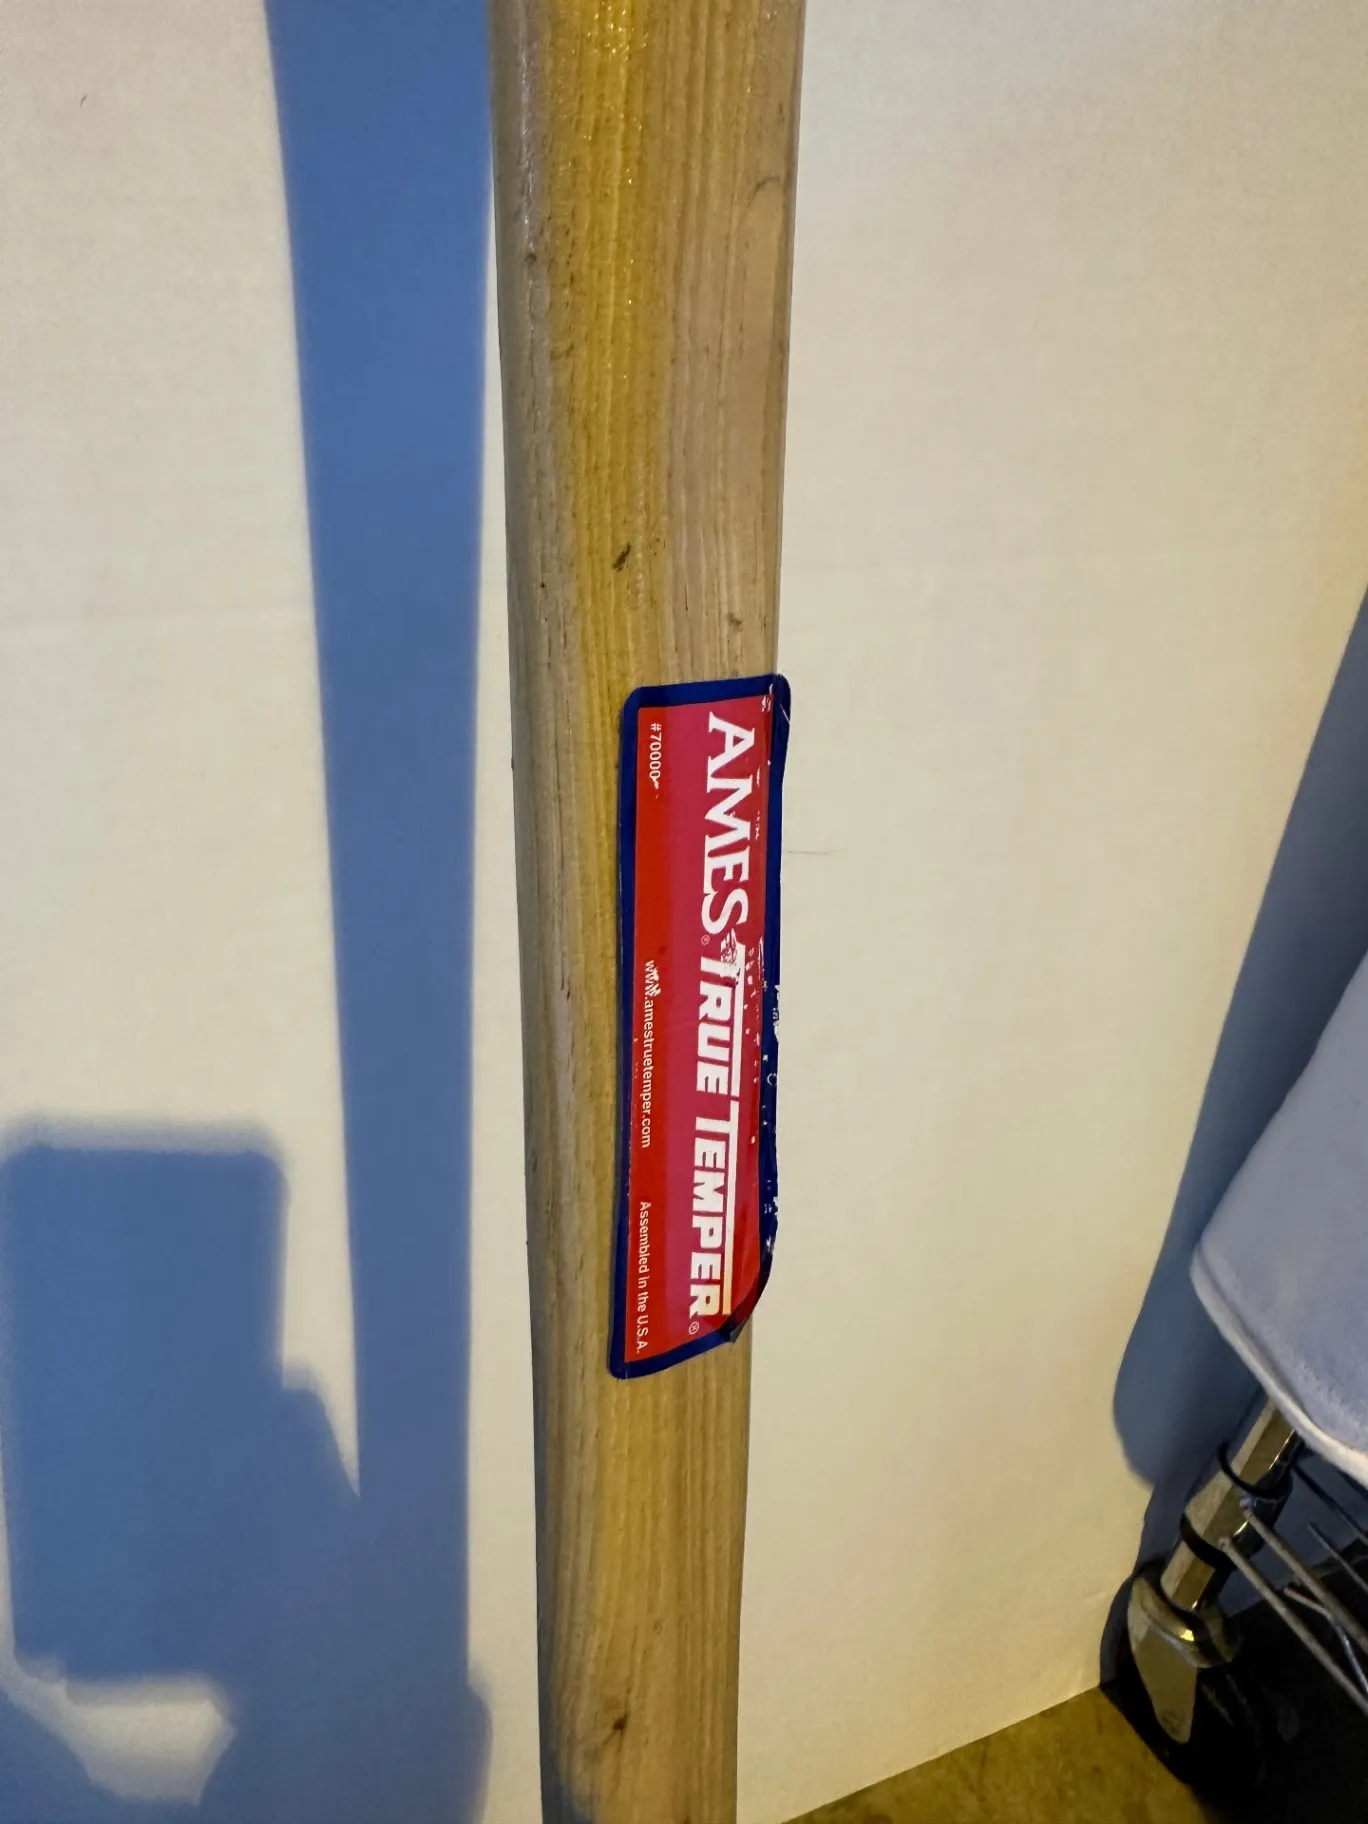 AMES® TRUE TEMPER®
#70000
www.amestruetemper.com
Assembled in the U.S.A.